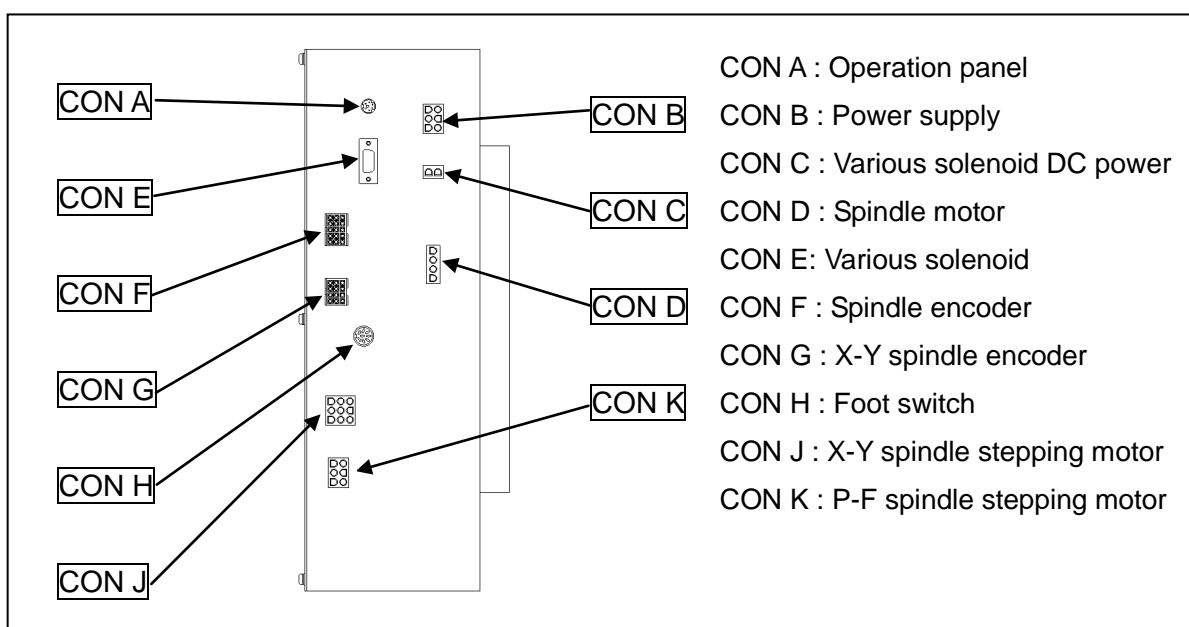 CON A
CON E
CON F
CON G
CON H
CON J
CON B
CON C
CON D
CON K
CON A : Operation panel
CON B : Power supply
CON C : Various solenoid DC power
CON D : Spindle motor
CON E: Various solenoid
CON F : Spindle encoder
CON G : X-Y spindle encoder
CON H : Foot switch
CON J : X-Y spindle stepping motor
CON K : P-F spindle stepping motor